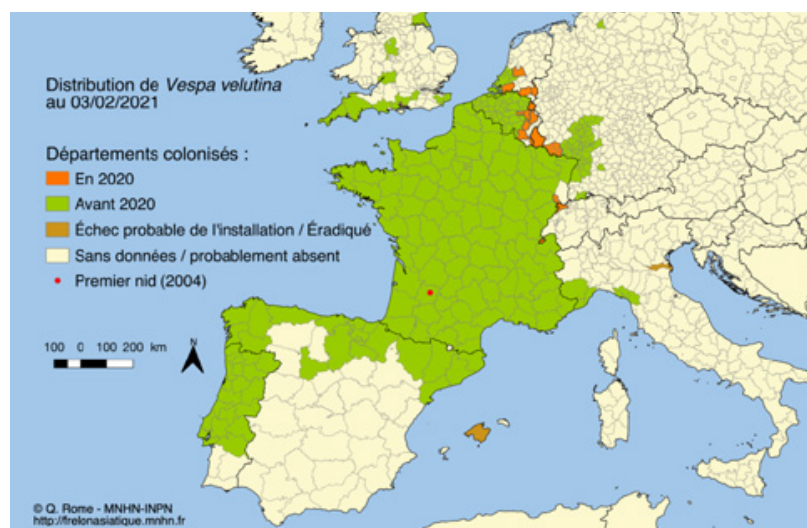 Distribution de Vespa velutina
au 03/02/2021
Départements colonisés :
En 2020
Avant 2020
Échec probable de l'installation / Éradiqué
Sans données / probablement absent
Premier nid (2004)
100 0 100 200 km
N
© Q. Rome - MNHN-INPN
http://frelonasiatique.mnhn.fr